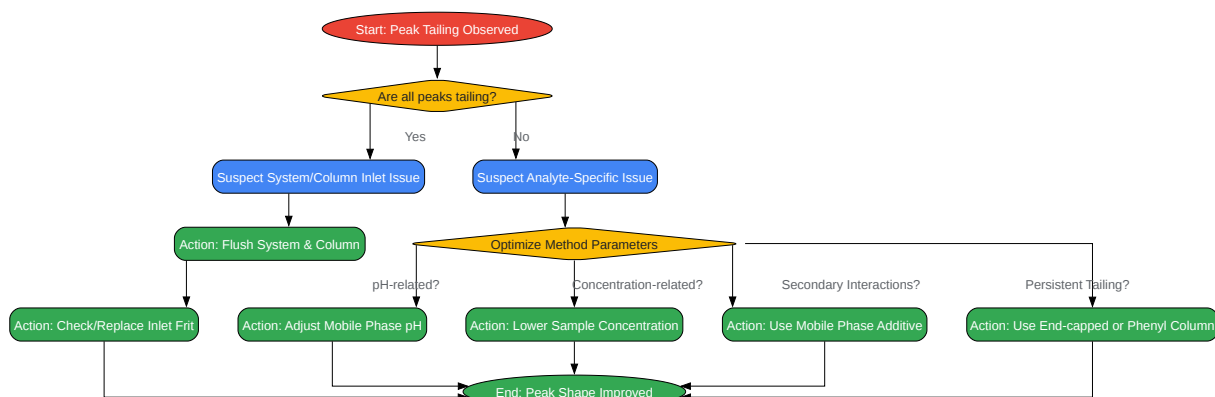 Start: Peak Tailing Observed
Are all peaks tailing?
Yes
No
Suspect System/Column Inlet Issue
Suspect Analyte-Specific Issue
Action: Flush System & Column
Optimize Method Parameters
pH-related?
Concentration-related?
Secondary Interactions?
Persistent Tailing?
Action: Check/Replace Inlet Frit
Action: Adjust Mobile Phase pH
Action: Lower Sample Concentration
Action: Use Mobile Phase Additive
Action: Use End-capped or Phenyl Column
End: Peak Shape Improved